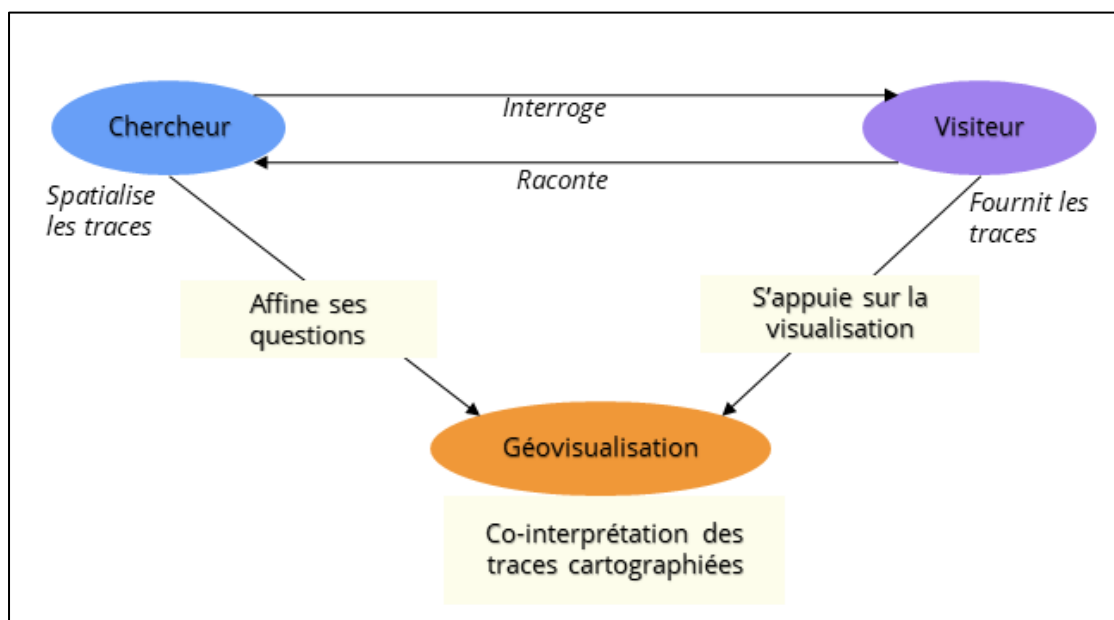 Chercheur
Interroge
Visiteur
Raconte
Spatialise
les traces
Fournit les
traces
Affine ses
questions
S’appuie sur la
visualisation
Géovisualisation
Co-interprétation des
traces cartographiées